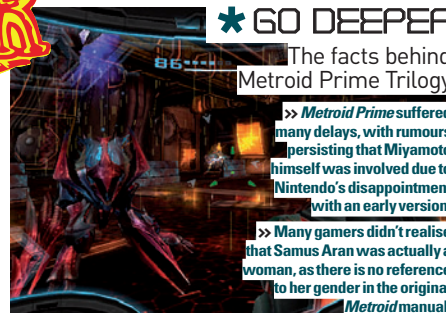 * GO DEEPER
The facts behind
Metroid Prime Trilogy
86
>> Metroid Prime suffered
many delays, with rumours
persisting that Miyamoto
himself was involved due to
Nintendo's disappointment
with an early version
>> Many gamers didn't realise
that Samus Aran was actually a
woman, as there is no reference
to her gender in the original
Metroid manual